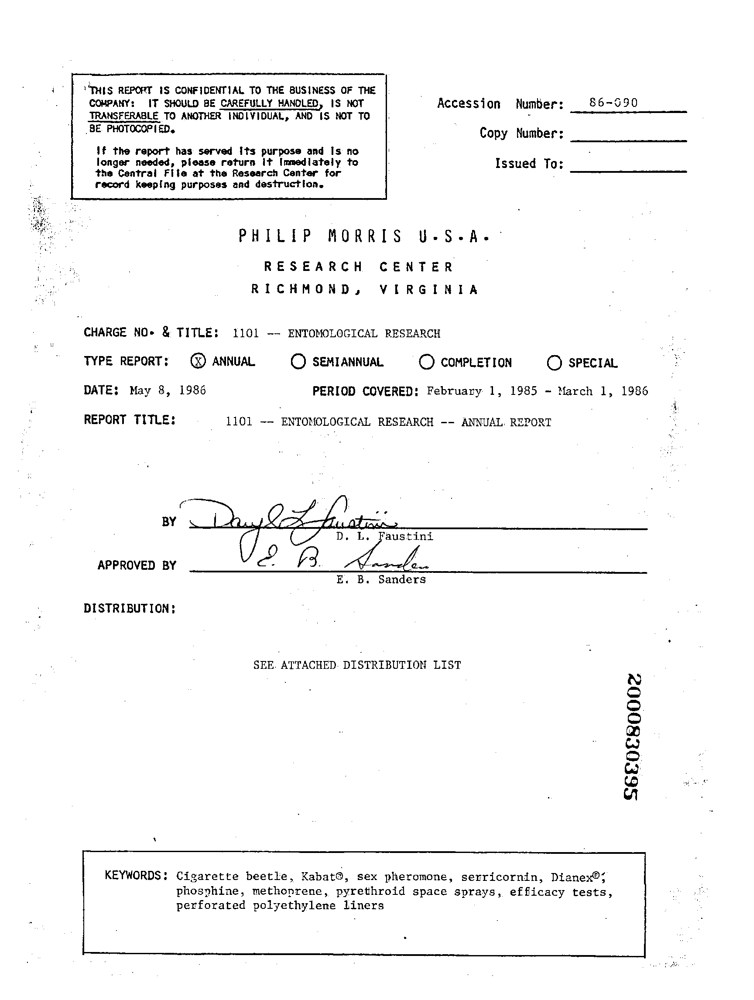 THIS REPORT IS CONFIDENTIAL TO THE BUSINESS OF THE
COMPANY: IT SHOULD BE CAREFULLY HANDLED, IS NOT
TRANSFERABLE TO ANOTHER INDIVIDUAL, AND IS NOT TO
BE PHOTOCOPIED.
If the report has served its purpose and is no
longer needed, please return it immediately to
the Central File at the Research Center for
record keeping purposes and destruction.
Accession Number: 86-090
Copy Number:
Issued To:
PHILIP MORRIS U.S.A.
RESEARCH CENTER
RICHMOND, VIRGINIA
CHARGE NO. & TITLE: 1101 -- ENTOMOLOGICAL RESEARCH
TYPE REPORT: (X) ANNUAL ○ SEMIANNUAL ○ COMPLETION ○ SPECIAL
DATE: May 8, 1986 PERIOD COVERED: February 1, 1985 - March 1, 1986
REPORT TITLE: 1101 -- ENTOMOLOGICAL RESEARCH -- ANNUAL REPORT
BY Daryl L Faustini
D. L. Faustini
APPROVED BY E. B. Sanders
E. B. Sanders
DISTRIBUTION:
SEE ATTACHED DISTRIBUTION LIST
2000830395
KEYWORDS: Cigarette beetle, Kabat®, sex pheromone, serricornin, Dianex®,
phosphine, methoprene, pyrethroid space sprays, efficacy tests,
perforated polyethylene liners